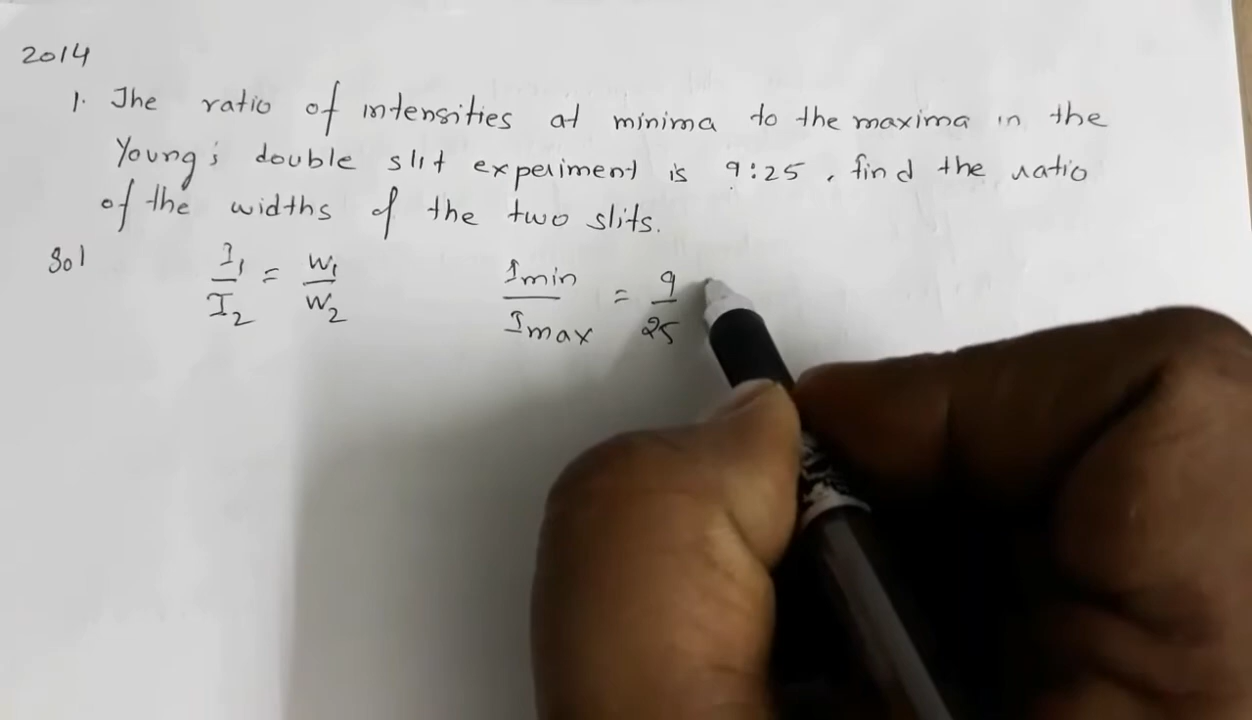 2014
1. The ratio of intensities at minima to the maxima in the
Young's double slit experiment is 9:25, find the ratio
of the widths of the two slits.
Sol I1/I2 = W1/W2 Imin/Imax = 9/25